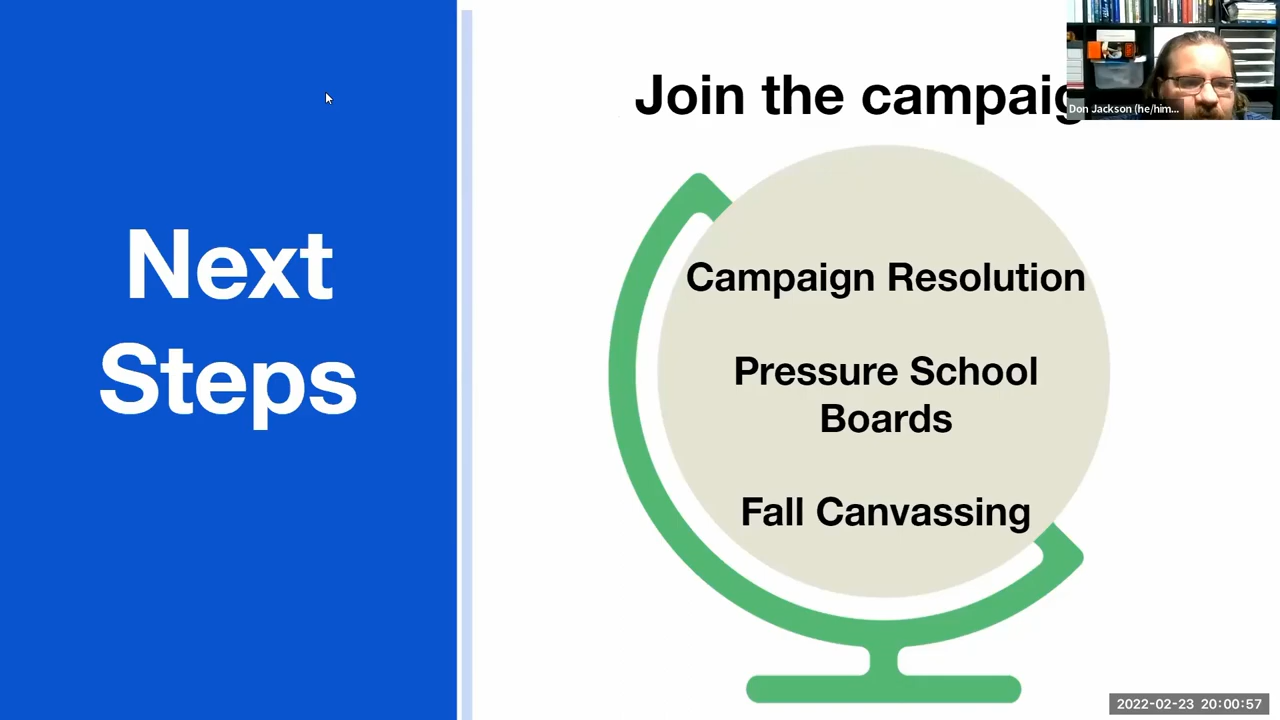 Next
Steps
Join the campaig
Campaign Resolution
Pressure School
Boards
Fall Canvassing
Don Jackson (he/him...
2022-02-23 20:00:57